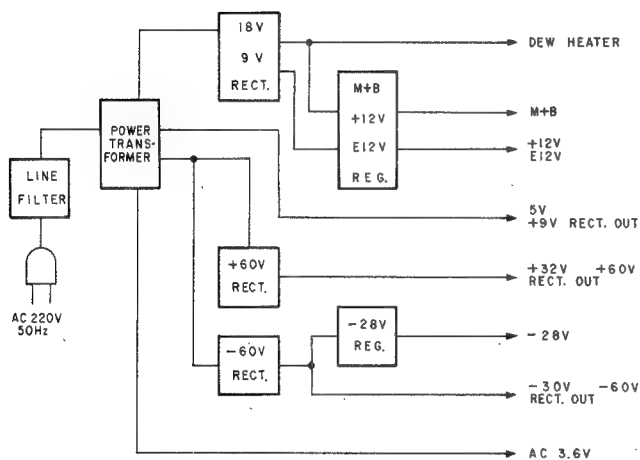 18V
9V
RECT.
DEW HEATER
M+B
+12V
E12V
REG.
M+B
+12V
E12V
POWER
TRANS-
FORMER
LINE
FILTER
AC 220V
50Hz
5V
+9V RECT. OUT
+60V
RECT.
+32V +60V
RECT. OUT
-28V
REG.
-28V
-60V
RECT.
-30V -60V
RECT. OUT
AC 3.6V